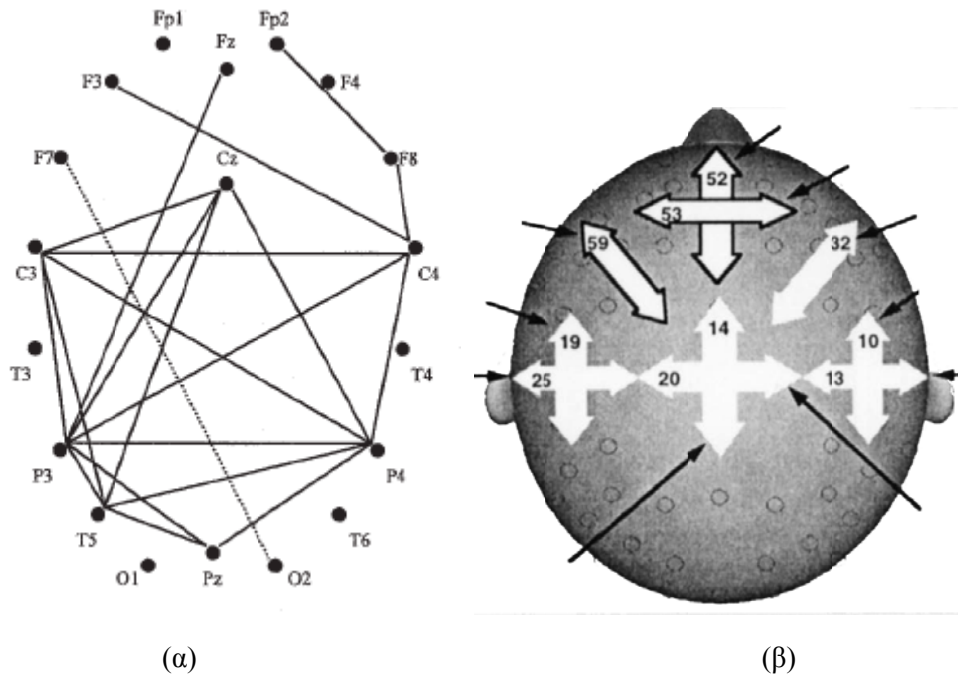 Fp1 Fp2
Fz
F3 F4
F7 F8
Cz
C3 C4
T3 T4
P3 P4
T5 T6
O1 Pz O2
(α)
52
53
59 32
14
19 10
25 20 13
(β)